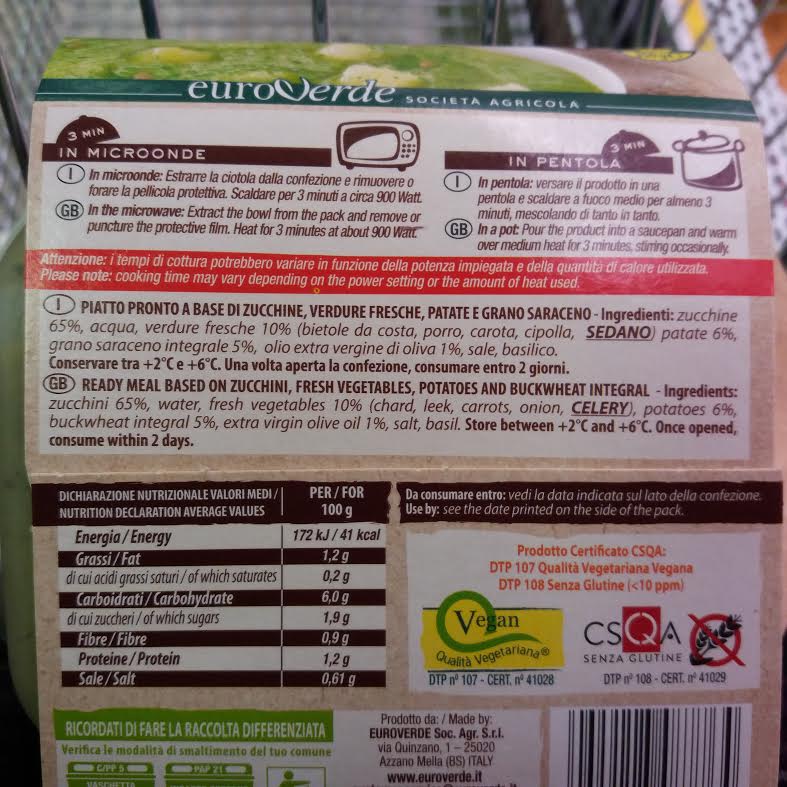 euroVerde SOCIETÀ AGRICOLA
3 MIN
IN MICROONDE
I In microonde: Estrarre la ciotola dalla confezione e rimuovere o
forare la pellicola protettiva. Scaldare per 3 minuti a circa 900 Watt.
GB In the microwave: Extract the bowl from the pack and remove or
puncture the protective film. Heat for 3 minutes at about 900 Watt.
3 MIN
IN PENTOLA
I In pentola: versare il prodotto in una
pentola e scaldare a fuoco medio per almeno 3
minuti, mescolando di tanto in tanto.
GB In a pot: Pour the product into a saucepan and warm
over medium heat for 3 minutes, stirring occasionally.
Attenzione: i tempi di cottura potrebbero variare in funzione della potenza impiegata e della quantità di calore utilizzata.
Please note: cooking time may vary depending on the power setting or the amount of heat used.
I PIATTO PRONTO A BASE DI ZUCCHINE, VERDURE FRESCHE, PATATE E GRANO SARACENO - Ingredienti: zucchine
65%, acqua, verdure fresche 10% (bietole da costa, porro, carota, cipolla, SEDANO) patate 6%,
grano saraceno integrale 5%, olio extra vergine di oliva 1%, sale, basilico.
Conservare tra +2°C e +6°C. Una volta aperta la confezione, consumare entro 2 giorni.
GB READY MEAL BASED ON ZUCCHINI, FRESH VEGETABLES, POTATOES AND BUCKWHEAT INTEGRAL - Ingredients:
zucchini 65%, water, fresh vegetables 10% (chard, leek, carrots, onion, CELERY), potatoes 6%,
buckwheat integral 5%, extra virgin olive oil 1%, salt, basil. Store between +2°C and +6°C. Once opened,
consume within 2 days.
DICHIARAZIONE NUTRIZIONALE VALORI MEDI / PER / FOR
NUTRITION DECLARATION AVERAGE VALUES 100 g
Energia / Energy 172 kJ / 41 kcal
Grassi / Fat 1,2 g
di cui acidi grassi saturi / of which saturates 0,2 g
Carboidrati / Carbohydrate 6,0 g
di cui zuccheri / of which sugars 1,9 g
Fibre / Fibre 0,9 g
Proteine / Protein 1,2 g
Sale / Salt 0,61 g
Da consumare entro: vedi la data indicata sul lato della confezione.
Use by: see the date printed on the side of the pack.
Prodotto Certificato CSQA:
DTP 107 Qualità Vegetariana Vegana
DTP 108 Senza Glutine (<10 ppm)
Vegan
Qualità Vegetariana®
DTP n° 107 - CERT. n° 41028
CSQA
SENZA GLUTINE
DTP n° 108 - CERT. n° 41029
RICORDATI DI FARE LA RACCOLTA DIFFERENZIATA
Verifica le modalità di smaltimento del tuo comune
C/PP 5
PAP 21
VASCHETTA
Prodotto da: / Made by:
EUROVERDE Soc. Agr. S.r.l.
via Quinzano, 1 – 25020
Azzano Mella (BS) ITALY
www.euroverde.it